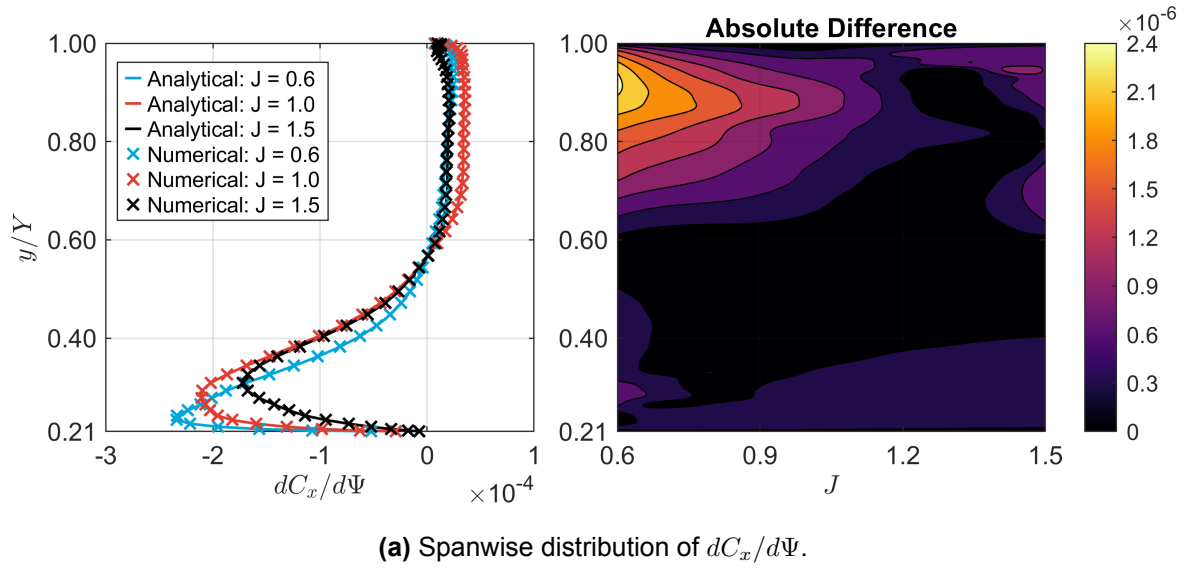 1.00
0.80
0.60
0.40
0.21
y/Y
Analytical: J = 0.6
Analytical: J = 1.0
Analytical: J = 1.5
Numerical: J = 0.6
Numerical: J = 1.0
Numerical: J = 1.5
-3
-2
-1
0
1
dC_x/dΨ
×10^-4
Absolute Difference
1.00
0.80
0.60
0.40
0.21
0.6
0.9
1.2
1.5
J
×10^-6
2.4
2.1
1.8
1.5
1.2
0.9
0.6
0.3
0
(a) Spanwise distribution of dC_x/dΨ.